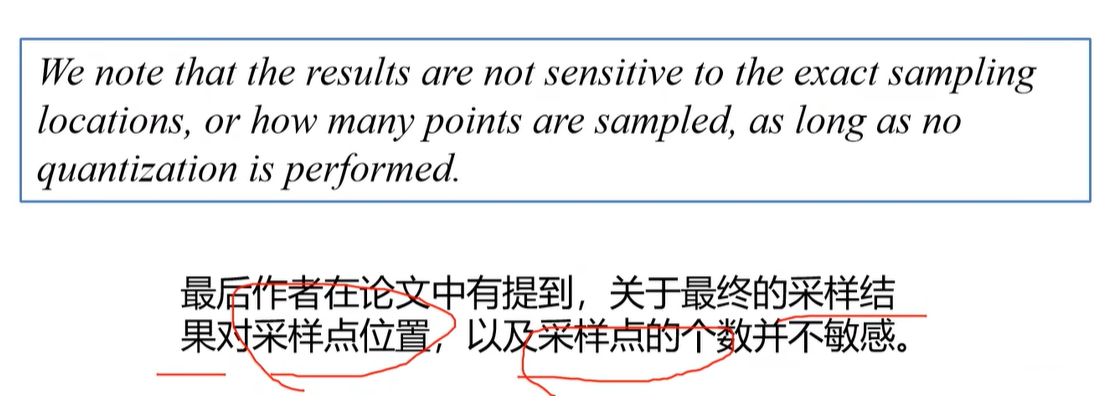 We note that the results are not sensitive to the exact sampling
locations, or how many points are sampled, as long as no
quantization is performed.
最后作者在论文中有提到，关于最终的采样结
果对采样点位置，以及采样点的个数并不敏感。